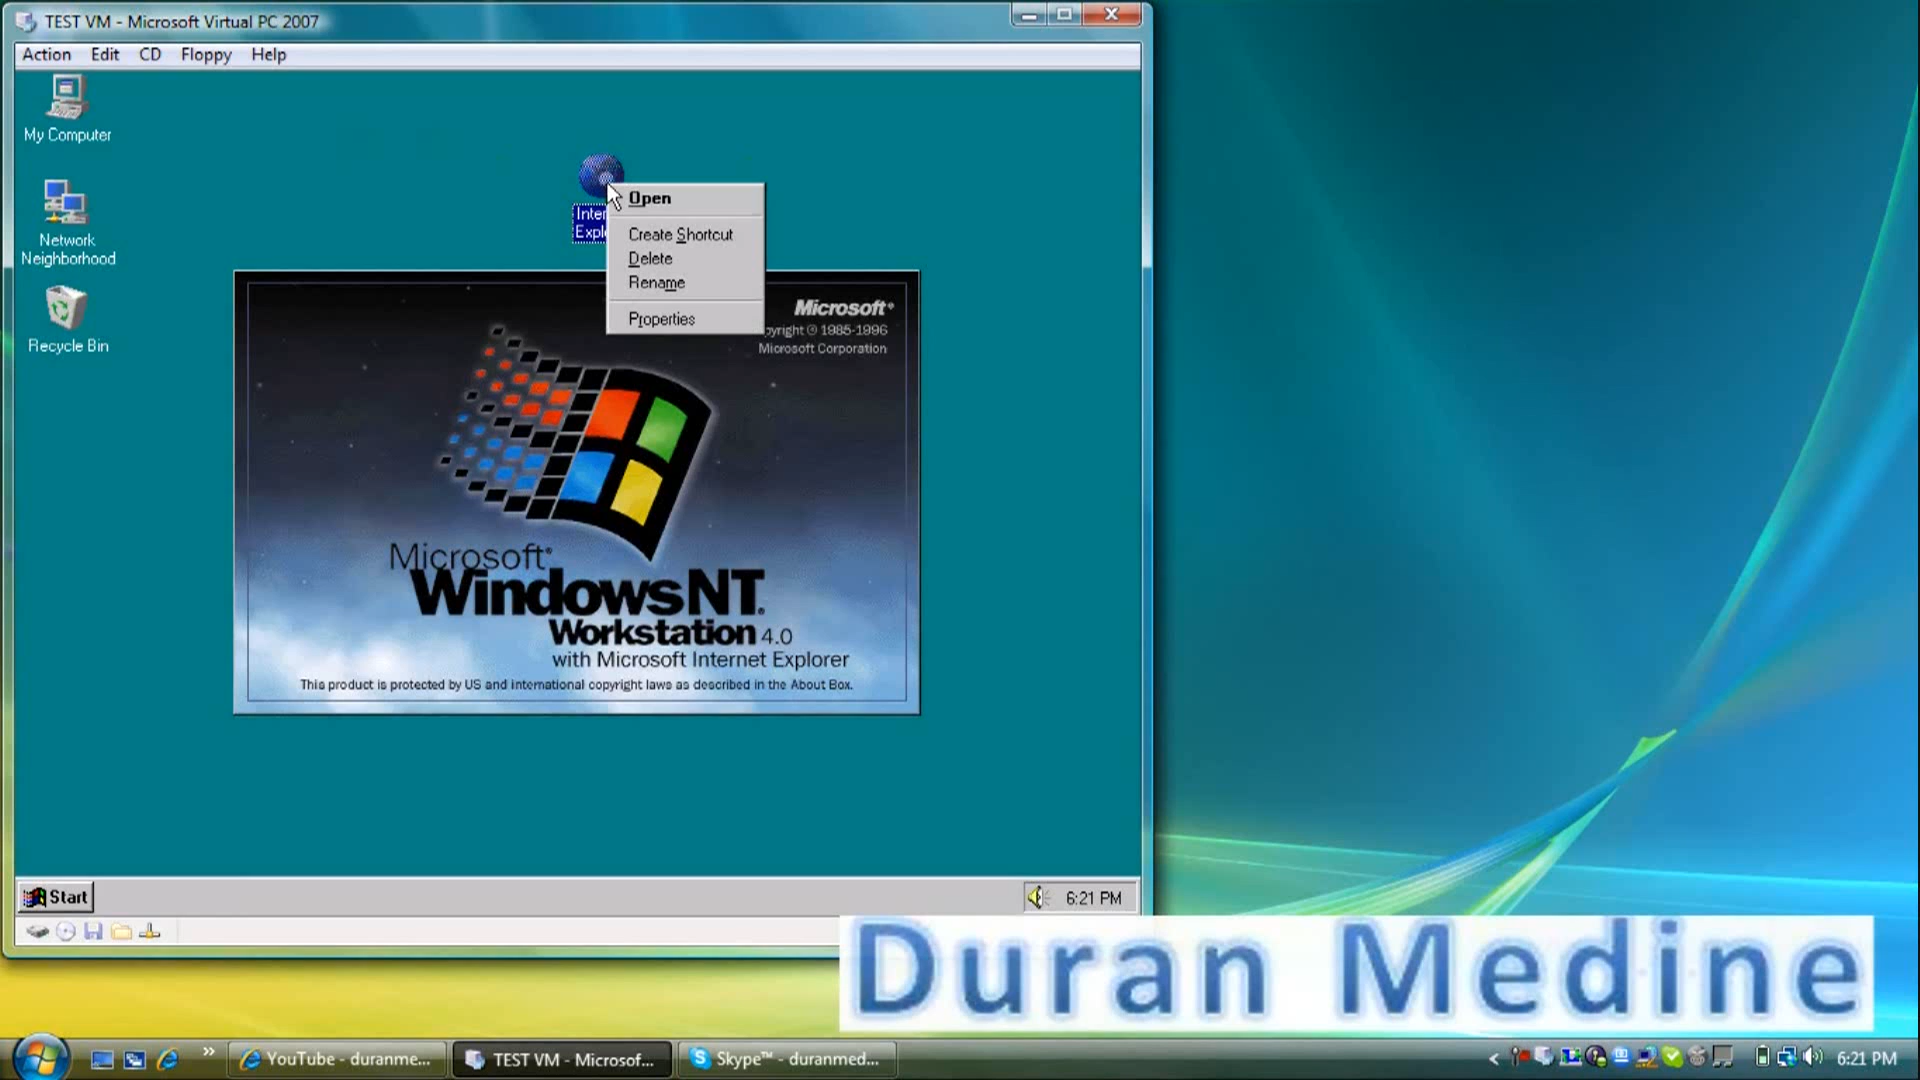 TEST VM - Microsoft Virtual PC 2007
Action Edit CD Floppy Help
My Computer
Network
Neighborhood
Recycle Bin
Inter
Explo
Open
Create Shortcut
Delete
Rename
Properties
Microsoft®
pyright © 1985-1996
Microsoft Corporation
Microsoft®
Windows NT®
Workstation 4.0
with Microsoft Internet Explorer
This product is protected by US and international copyright laws as described in the About Box.
Start
6:21 PM
Duran Medine
YouTube - duranme...
TEST VM - Microsof...
Skype™ - duranmed...
6:21 PM